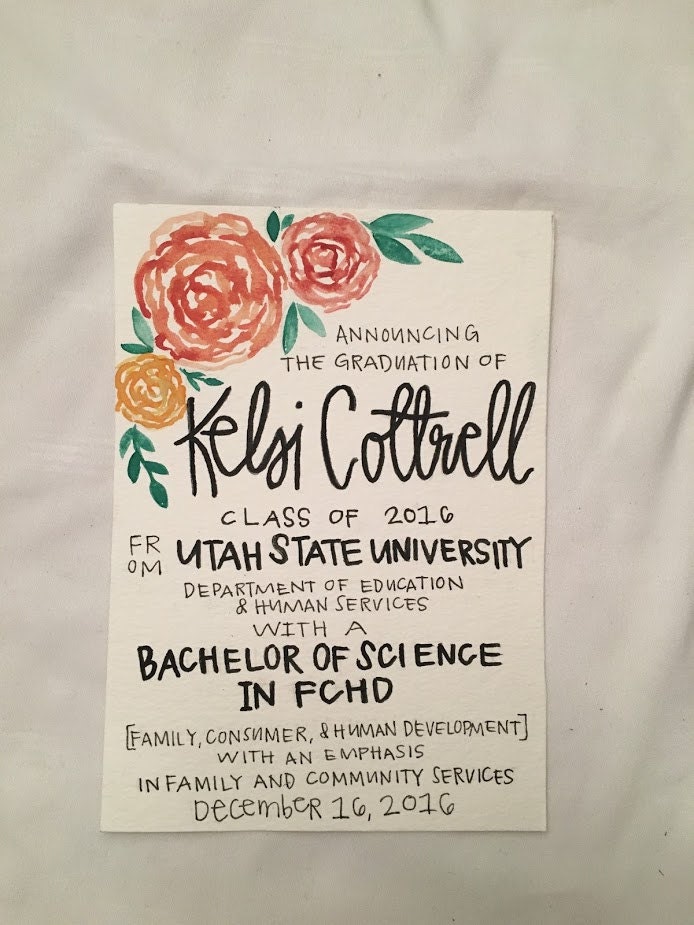 ANNOUNCING
THE GRADUATION OF
Kelsi Cottrell
CLASS OF 2016
FROM UTAH STATE UNIVERSITY
DEPARTMENT OF EDUCATION
& HUMAN SERVICES
WITH A
BACHELOR OF SCIENCE
IN FCHD
[FAMILY, CONSUMER, & HUMAN DEVELOPMENT]
WITH AN EMPHASIS
IN FAMILY AND COMMUNITY SERVICES
December 16, 2016